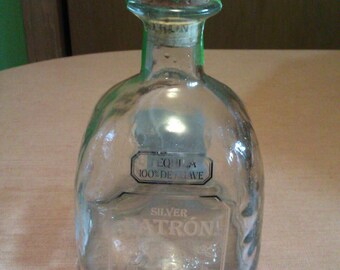 TEQUILA
100% DE AGAVE
SILVER
PATRÓN